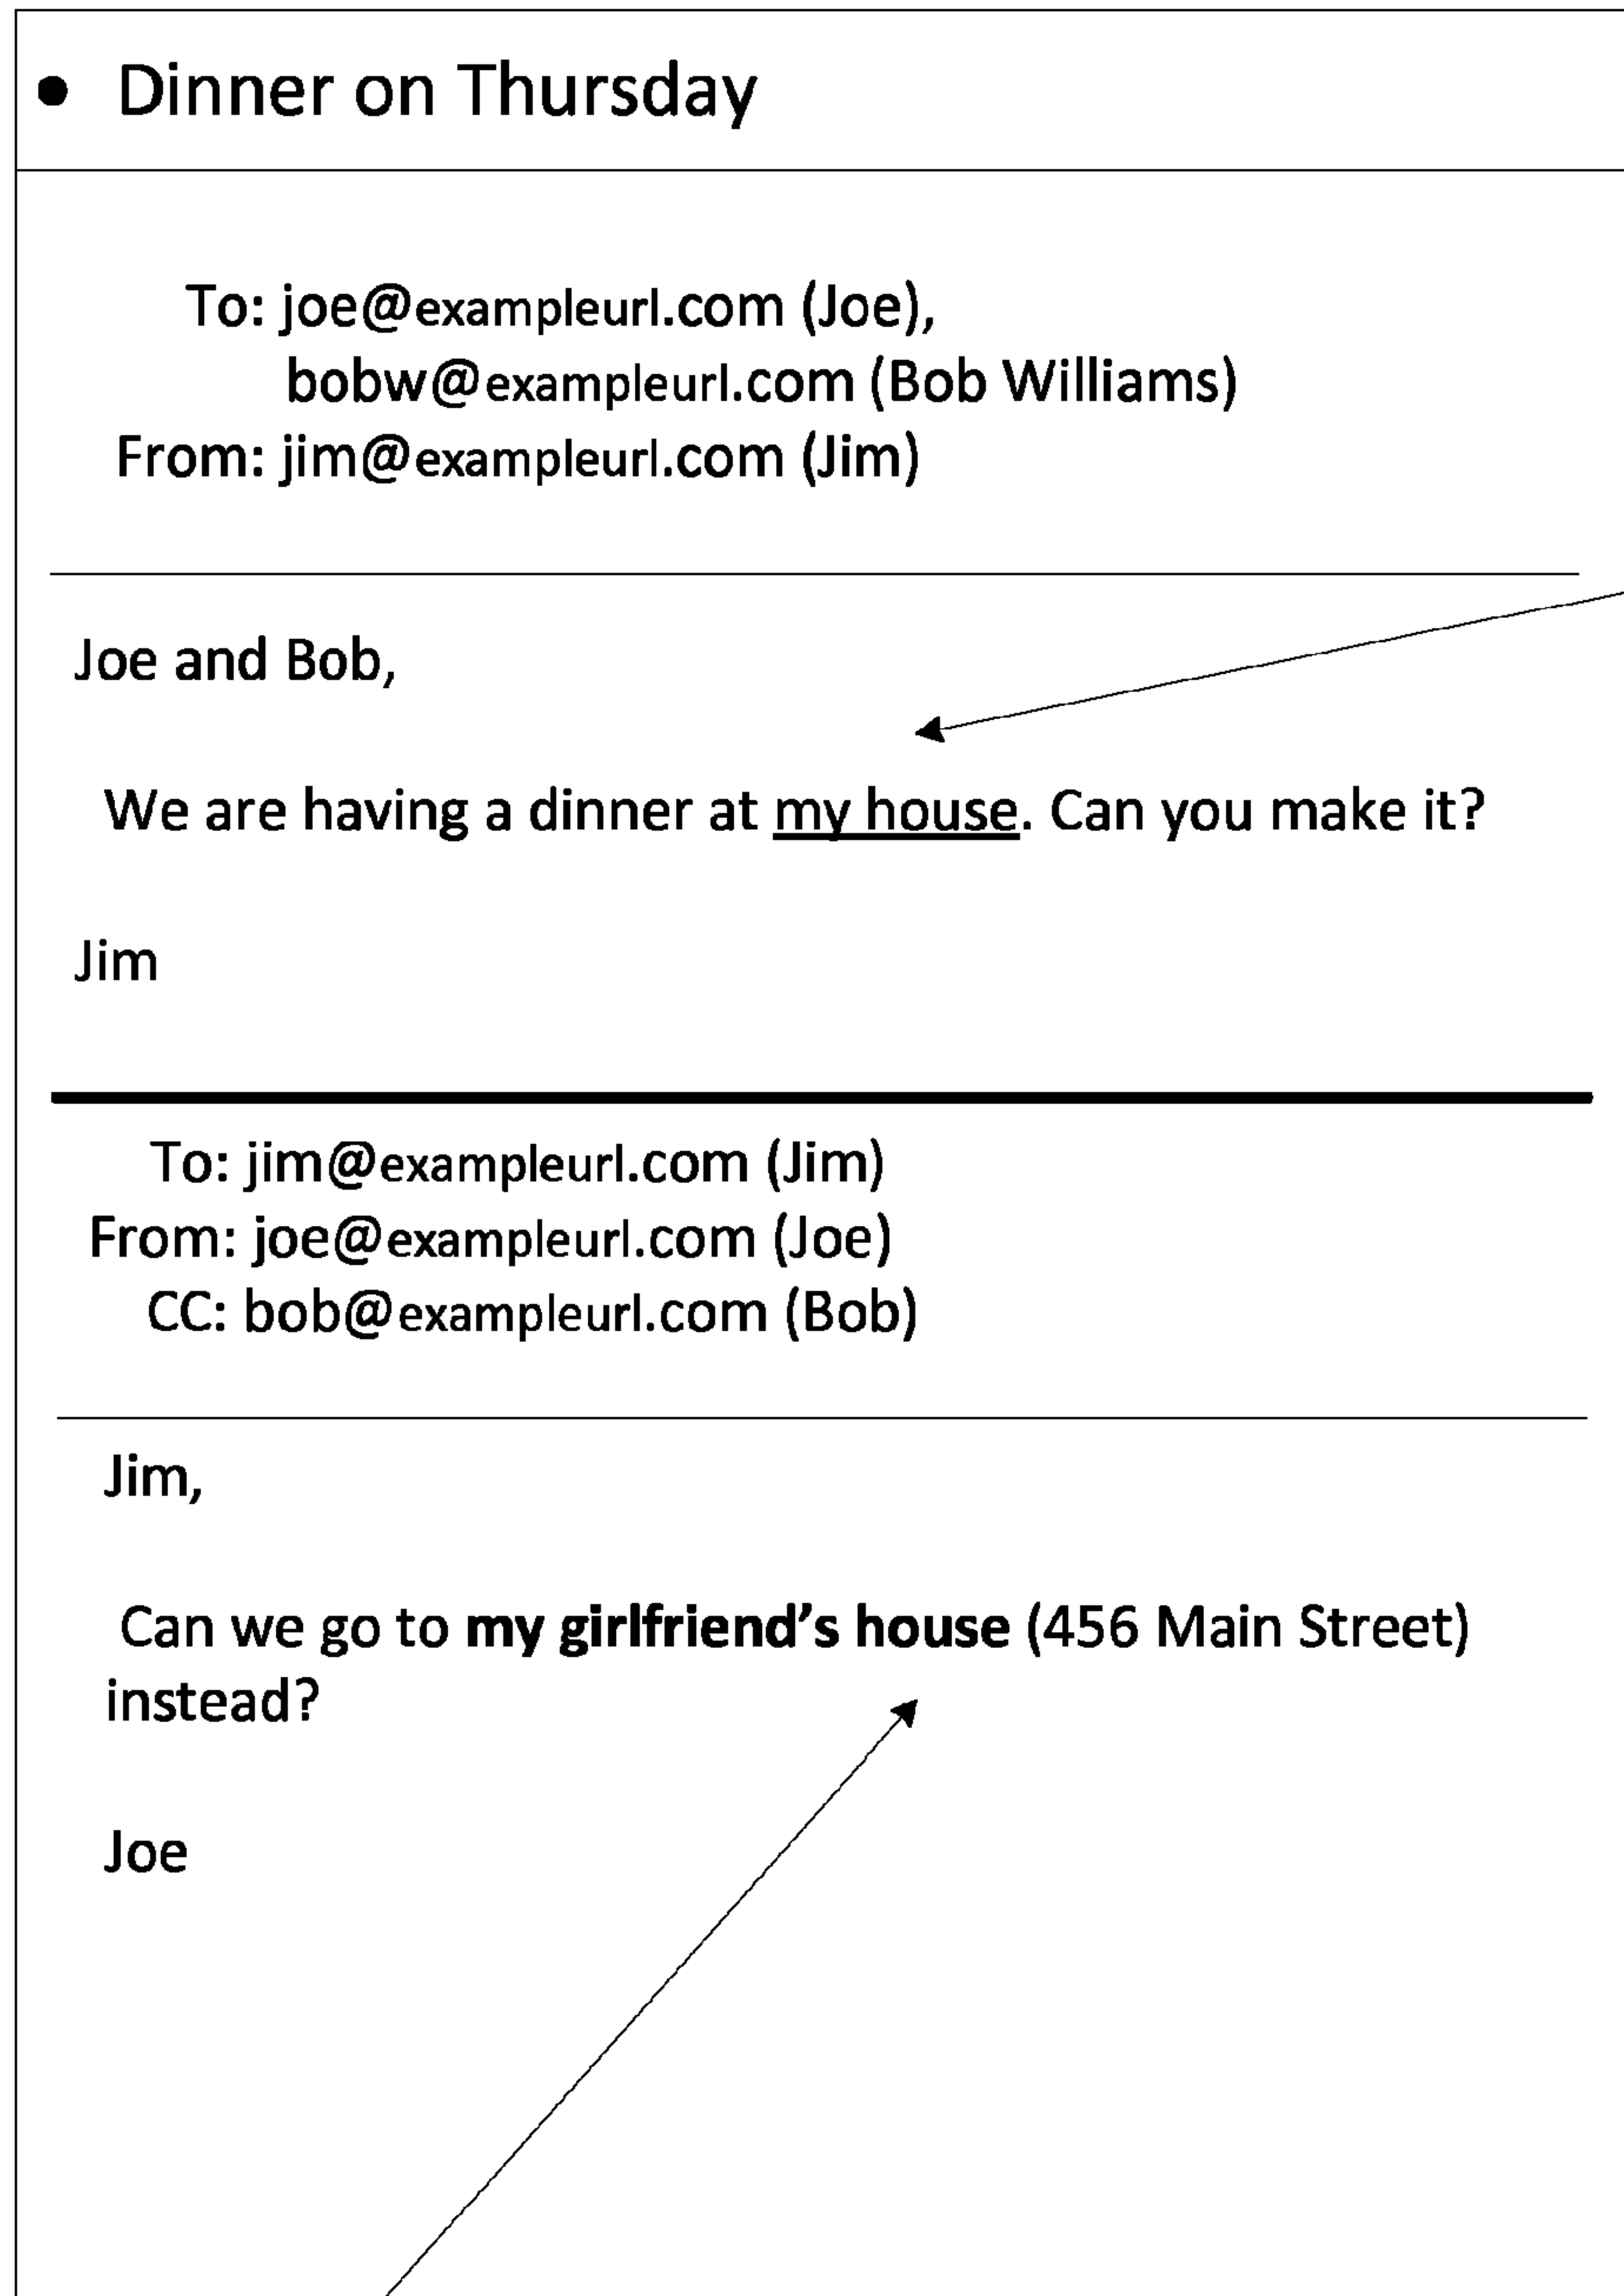 • Dinner on Thursday
To: joe@exampleurl.com (Joe),
bobw@exampleurl.com (Bob Williams)
From: jim@exampleurl.com (Jim)
Joe and Bob,
We are having a dinner at my house. Can you make it?
Jim
To: jim@exampleurl.com (Jim)
From: joe@exampleurl.com (Joe)
CC: bob@exampleurl.com (Bob)
Jim,
Can we go to my girlfriend's house (456 Main Street)
instead?
Joe